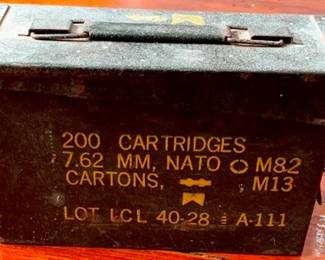 200 CARTRIDGES
7.62 MM, NATO M82
CARTONS, M13
LOT LCL 40-28 A-111